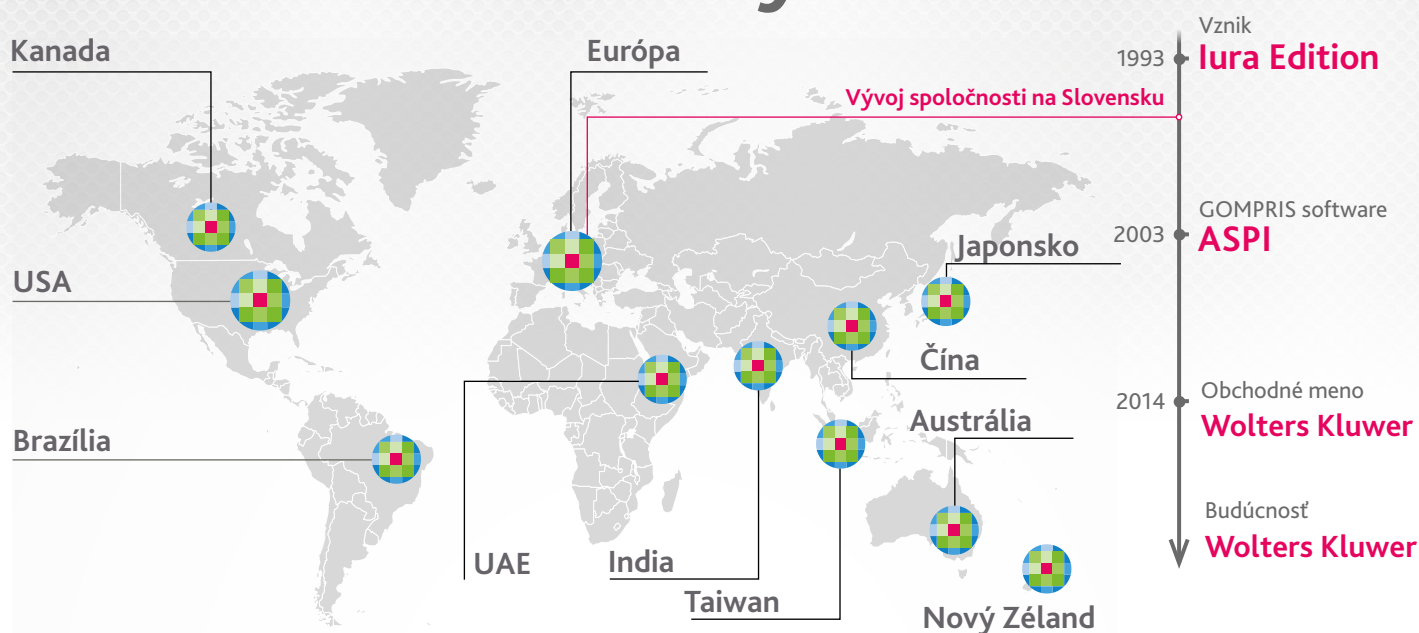 Kanada
Európa
Vývoj spoločnosti na Slovensku
USA
Japonsko
Čína
Austrália
Brazília
UAE
India
Taiwan
Nový Zéland
Vznik
1993
Iura Edition
GOMPRIS software
2003
ASPI
Obchodné meno
2014
Wolters Kluwer
Budúcnosť
Wolters Kluwer